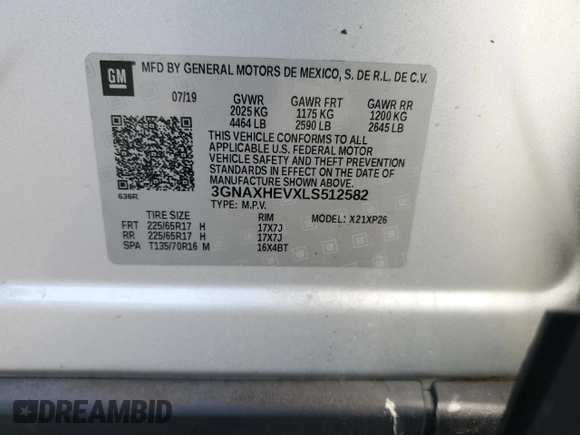 GM
MFD BY GENERAL MOTORS DE MEXICO, S. DE R.L. DE C.V.
07/19 GVWR GAWR FRT GAWR RR
2025 KG 1175 KG 1200 KG
4464 LB 2590 LB 2645 LB
THIS VEHICLE CONFORMS TO ALL
APPLICABLE U.S. FEDERAL MOTOR
VEHICLE SAFETY AND THEFT PREVENTION
STANDARDS IN EFFECT ON THE DATE OF
MANUFACTURE SHOWN ABOVE.
636R 3GNAXHEVXLS512582
TYPE: M.P.V.
TIRE SIZE RIM MODEL: X21XP26
FRT 225/65R17 H 17X7J
RR 225/65R17 H 17X7J
SPA T135/70R16 M 16X4BT
DREAMBID